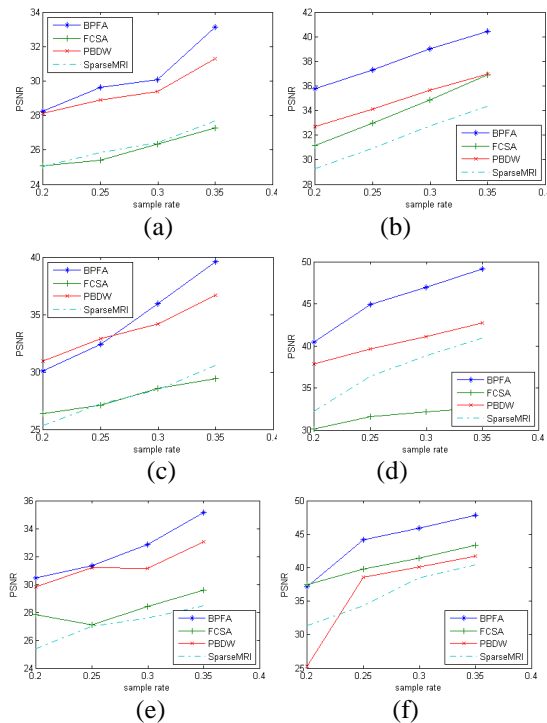 34
32
30
28
26
24
PSNR
BPFA
FCSA
PBDW
SparseMRI
0.2 0.25 0.3 0.35 0.4
sample rate
(a)
42
40
38
36
34
32
30
28
PSNR
BPFA
FCSA
PBDW
SparseMRI
0.2 0.25 0.3 0.35 0.4
sample rate
(b)
40
35
30
25
PSNR
BPFA
FCSA
PBDW
SparseMRI
0.2 0.25 0.3 0.35 0.4
sample rate
(c)
50
45
40
35
30
PSNR
BPFA
FCSA
PBDW
SparseMRI
0.2 0.25 0.3 0.35 0.4
sample rate
(d)
36
34
32
30
28
26
24
PSNR
BPFA
FCSA
PBDW
SparseMRI
0.2 0.25 0.3 0.35 0.4
sample rate
(e)
50
45
40
35
30
25
PSNR
BPFA
FCSA
PBDW
SparseMRI
0.2 0.25 0.3 0.35 0.4
sample rate
(f)